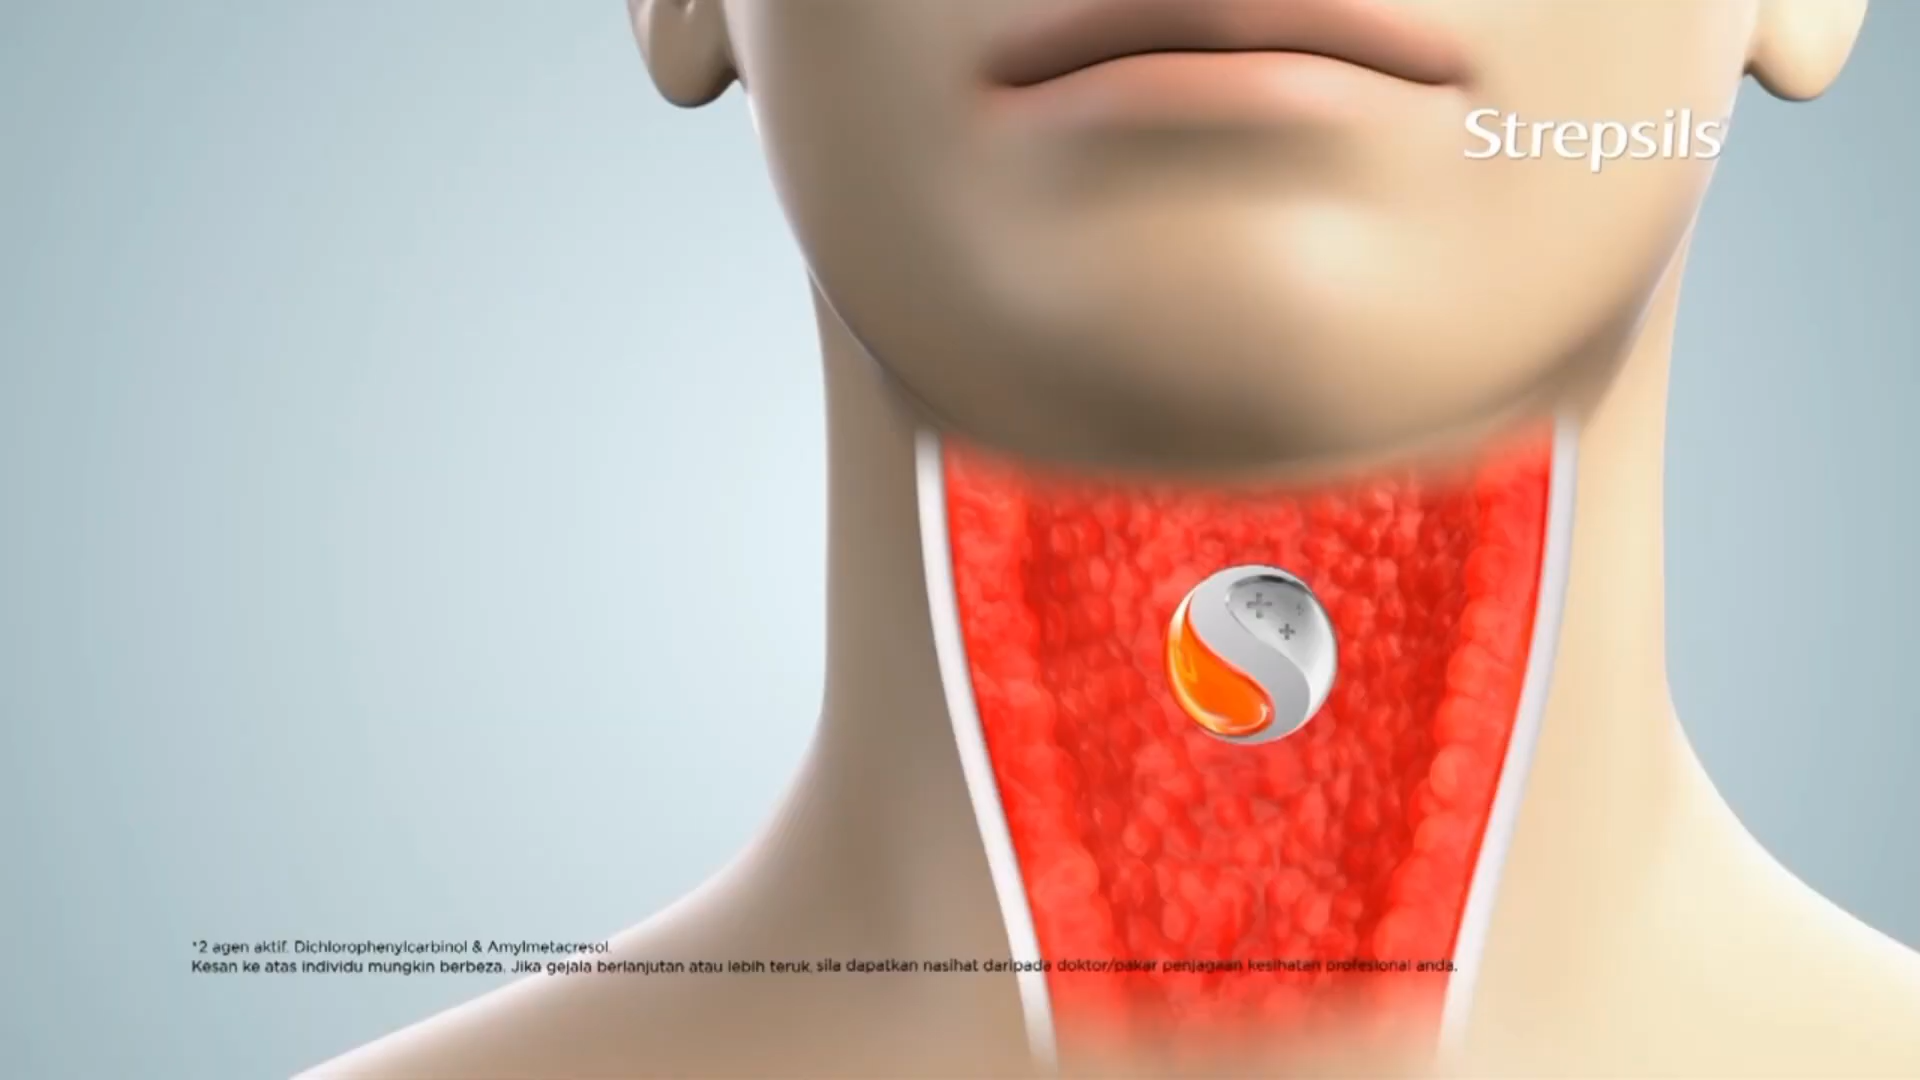 Strepsils
*2 agen aktif. Dichlorophenylcarbinol & Amylmetacresol.
Kesan ke atas individu mungkin berbeza. Jika gejala berlanjutan atau lebih teruk, sila dapatkan nasihat daripada doktor/pakar penjagaan kesihatan profesional anda.